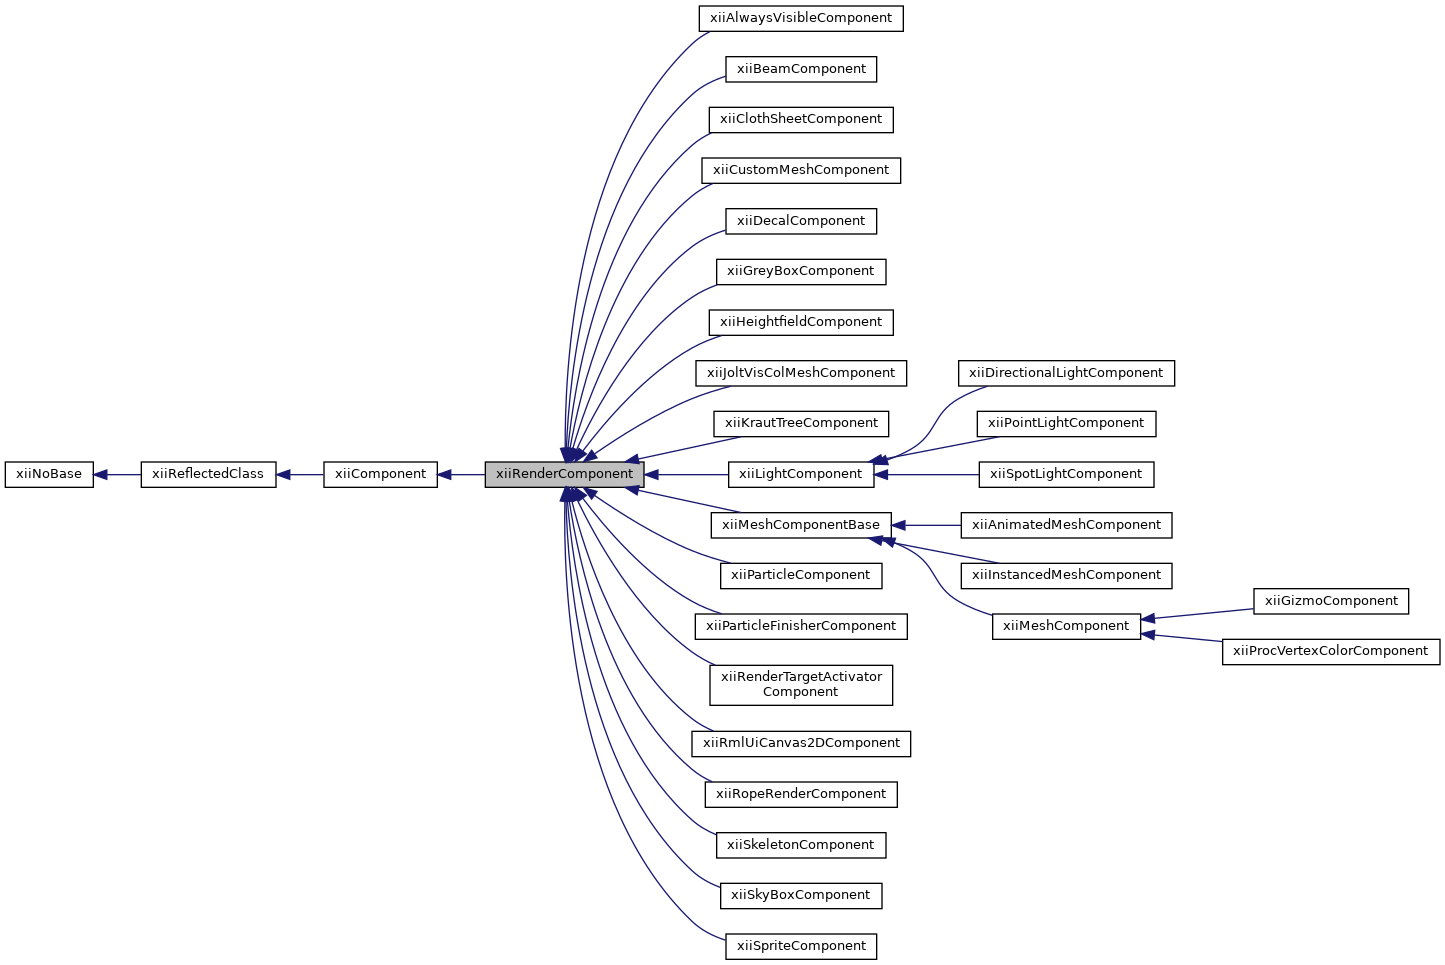 xiiAlwaysVisibleComponent
xiiBeamComponent
xiiClothSheetComponent
xiiCustomMeshComponent
xiiDecalComponent
xiiGreyBoxComponent
xiiHeightfieldComponent
xiiJoltVisColMeshComponent
xiiDirectionalLightComponent
xiiKrautTreeComponent
xiiPointLightComponent
xiiNoBase
xiiReflectedClass
xiiComponent
xiiRenderComponent
xiiLightComponent
xiiSpotLightComponent
xiiMeshComponentBase
xiiAnimatedMeshComponent
xiiParticleComponent
xiiInstancedMeshComponent
xiiGizmoComponent
xiiParticleFinisherComponent
xiiMeshComponent
xiiProcVertexColorComponent
xiiRenderTargetActivator
Component
xiiRmlUiCanvas2DComponent
xiiRopeRenderComponent
xiiSkeletonComponent
xiiSkyBoxComponent
xiiSpriteComponent